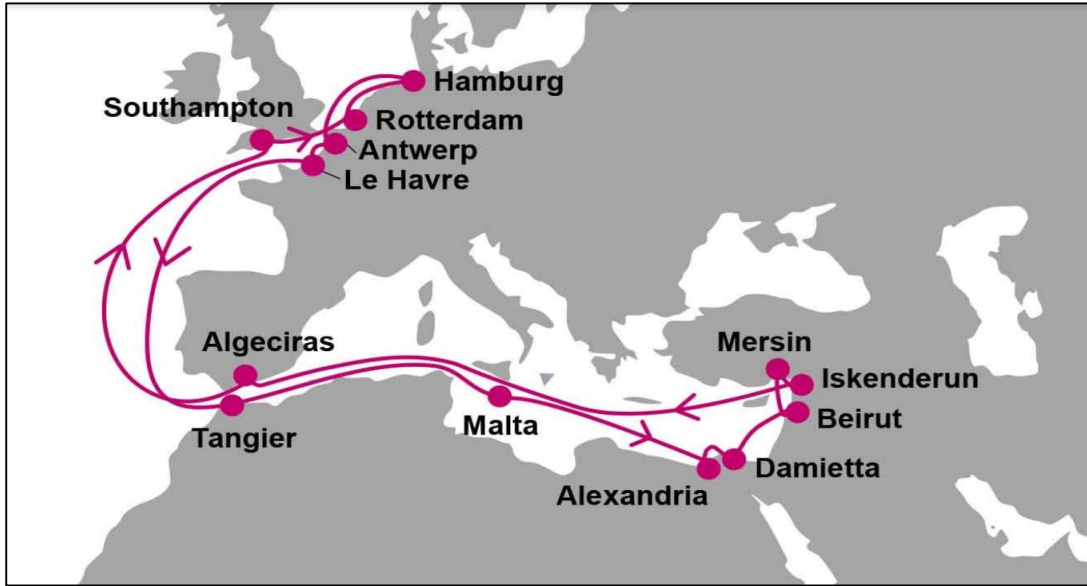 Hamburg
Southampton
Rotterdam
Antwerp
Le Havre
Algeciras
Mersin
Iskenderun
Malta
Beirut
Tangier
Damietta
Alexandria